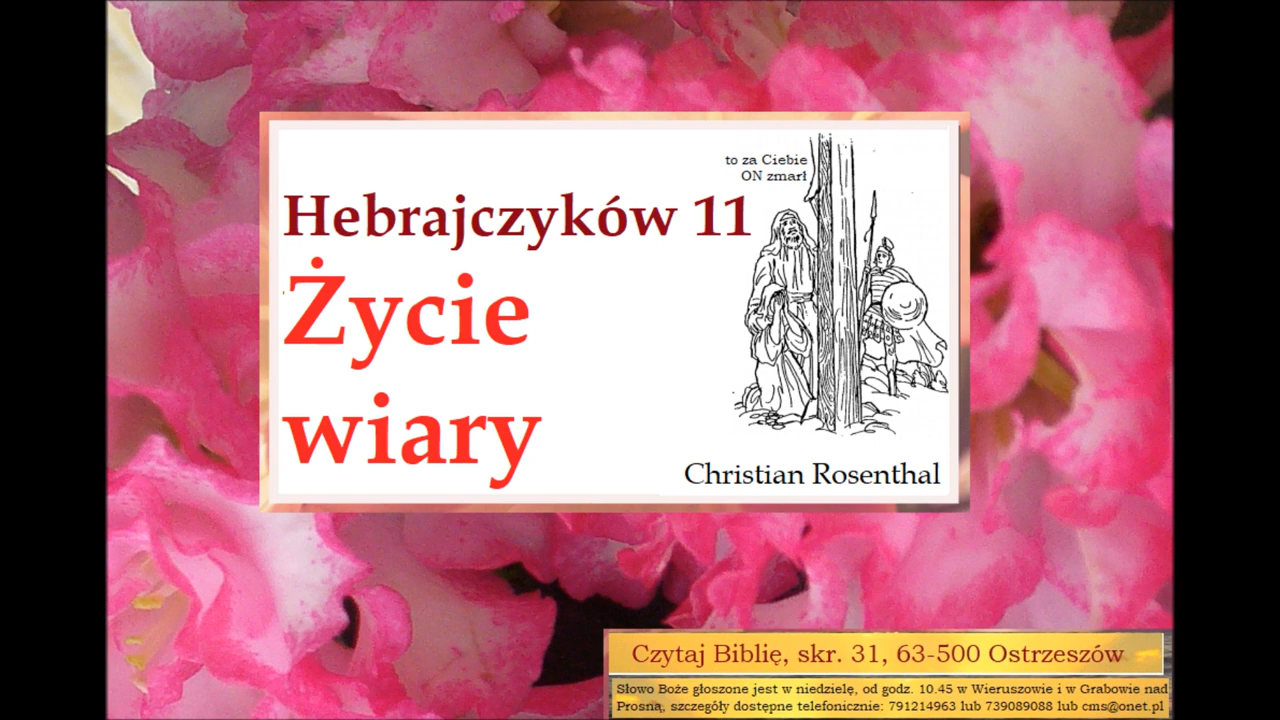 to za Ciebie
ON zmarł
Hebrajczyków 11
Życie
wiary
Christian Rosenthal
Czytaj Biblię, skr. 31, 63-500 Ostrzeszów
Słowo Boże głoszone jest w niedzielę, od godz. 10.45 w Wieruszowie i w Grabowie nad
Prosną, szczegóły dostępne telefonicznie: 791214963 lub 739089088 lub cms@onet.pl